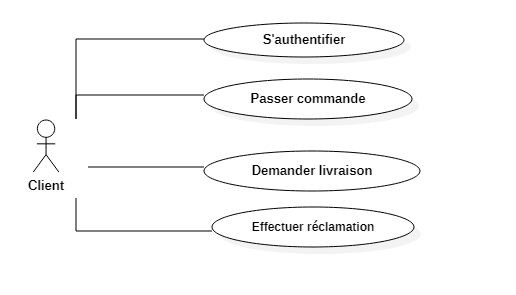 S'authentifier
Passer commande
Client
Demander livraison
Effectuer réclamation